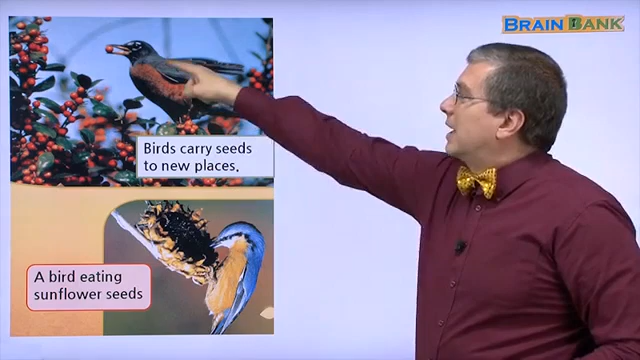 BRAIN BANK
Birds carry seeds
to new places.
A bird eating
sunflower seeds